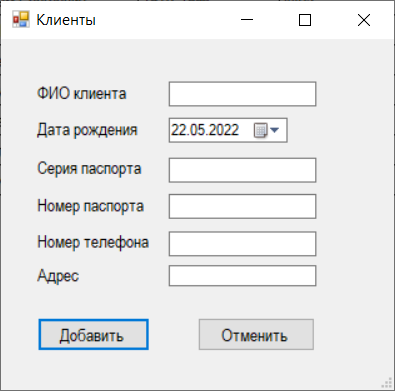 Клиенты
ФИО клиента
Дата рождения 22.05.2022
Серия паспорта
Номер паспорта
Номер телефона
Адрес
Добавить Отменить